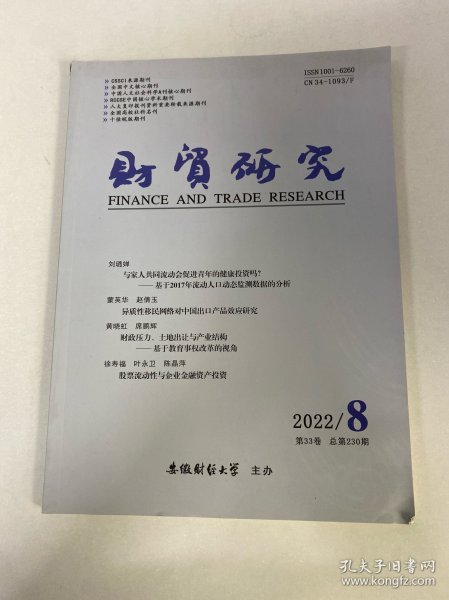 » CSSCI来源期刊
» 全国中文核心期刊
» 中国人文社会科学A刊核心期刊
» RCCSE中国核心学术期刊
» 人大复印报刊资料重要转载来源期刊
» 全国高校社科名刊
» 十佳皖版期刊
ISSN 1001-6260
CN 34-1093/F
财贸研究
FINANCE AND TRADE RESEARCH
刘璐婵
与家人共同流动会促进青年的健康投资吗?
——基于2017年流动人口动态监测数据的分析
蒙英华 赵倩玉
异质性移民网络对中国出口产品效应研究
黄晓虹 席鹏辉
财政压力、土地出让与产业结构
——基于教育事权改革的视角
徐寿福 叶永卫 陈晶萍
股票流动性与企业金融资产投资
2022/8
第33卷 总第230期
安徽财经大学 主办
孔夫子旧书网
www.kongfz.com